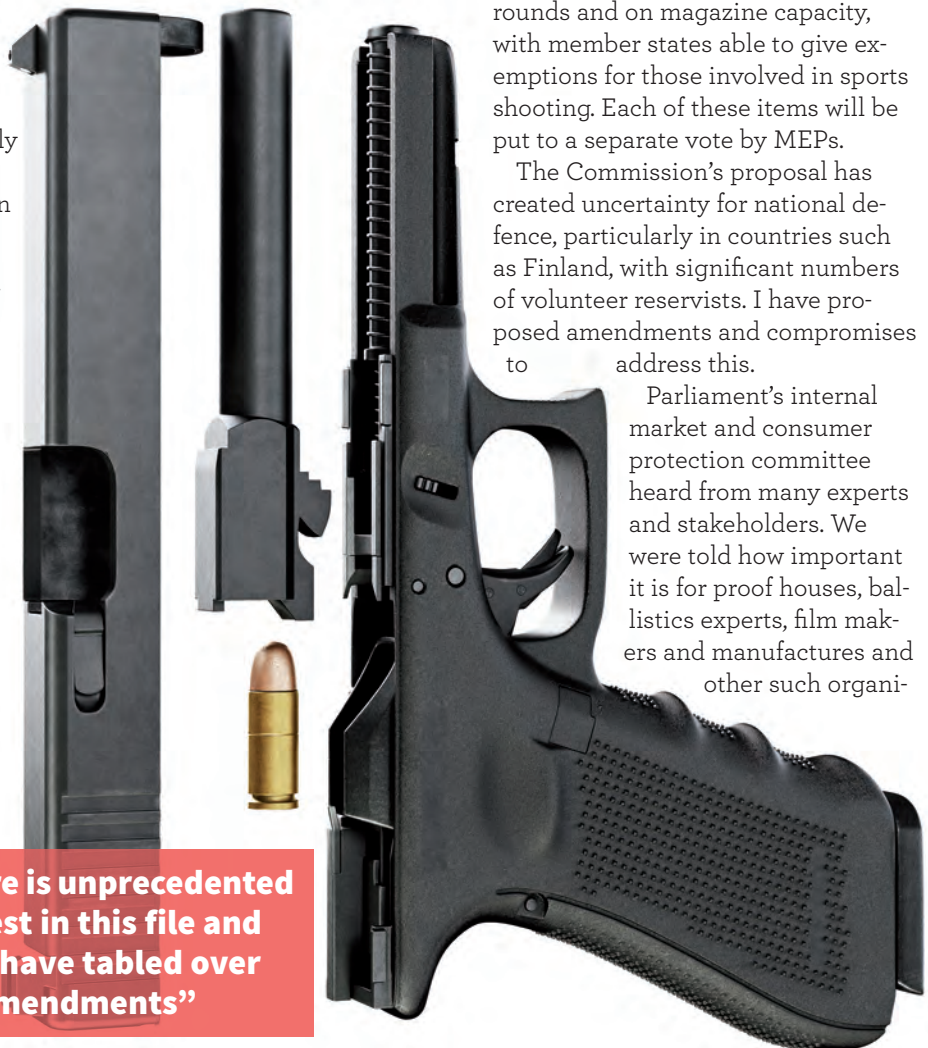 ly
n
re is unprecedented
est in this file and
have tabled over
mendments”
rounds and on magazine capacity,
with member states able to give ex-
emptions for those involved in sports
shooting. Each of these items will be
put to a separate vote by MEPs.
The Commission’s proposal has
created uncertainty for national de-
fence, particularly in countries such
as Finland, with significant numbers
of volunteer reservists. I have pro-
posed amendments and compromises
to address this.
Parliament’s internal
market and consumer
protection committee
heard from many experts
and stakeholders. We
were told how important
it is for proof houses, bal-
listics experts, film mak-
ers and manufactures and
other such organi-